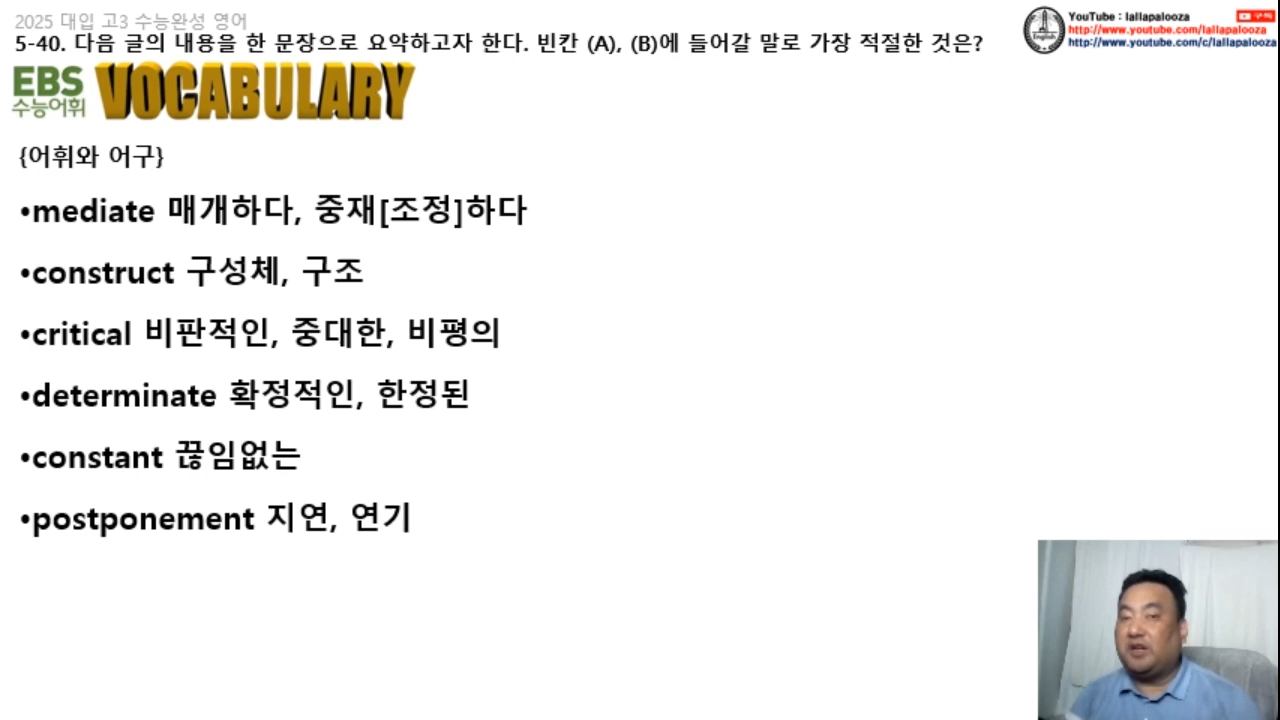 2025 대입 고3 수능완성 영어
5-40. 다음 글의 내용을 한 문장으로 요약하고자 한다. 빈칸 (A), (B)에 들어갈 말로 가장 적절한 것은?
YouTube : lallapalooza
구독
http://www.youtube.com/lallapalooza
http://www.youtube.com/c/lallapalooza
English
EBS
수능어휘
VOCABULARY
{어휘와 어구}
•mediate 매개하다, 중재[조정]하다
•construct 구성체, 구조
•critical 비판적인, 중대한, 비평의
•determinate 확정적인, 한정된
•constant 끊임없는
•postponement 지연, 연기